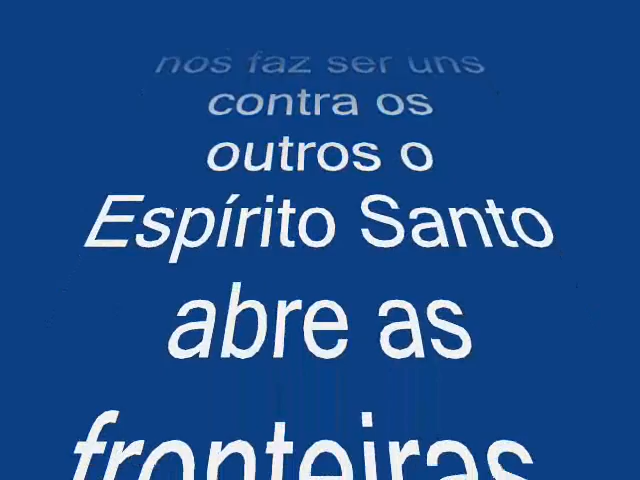 nos faz ser uns
contra os
outros o
Espírito Santo
abre as
fronteiras